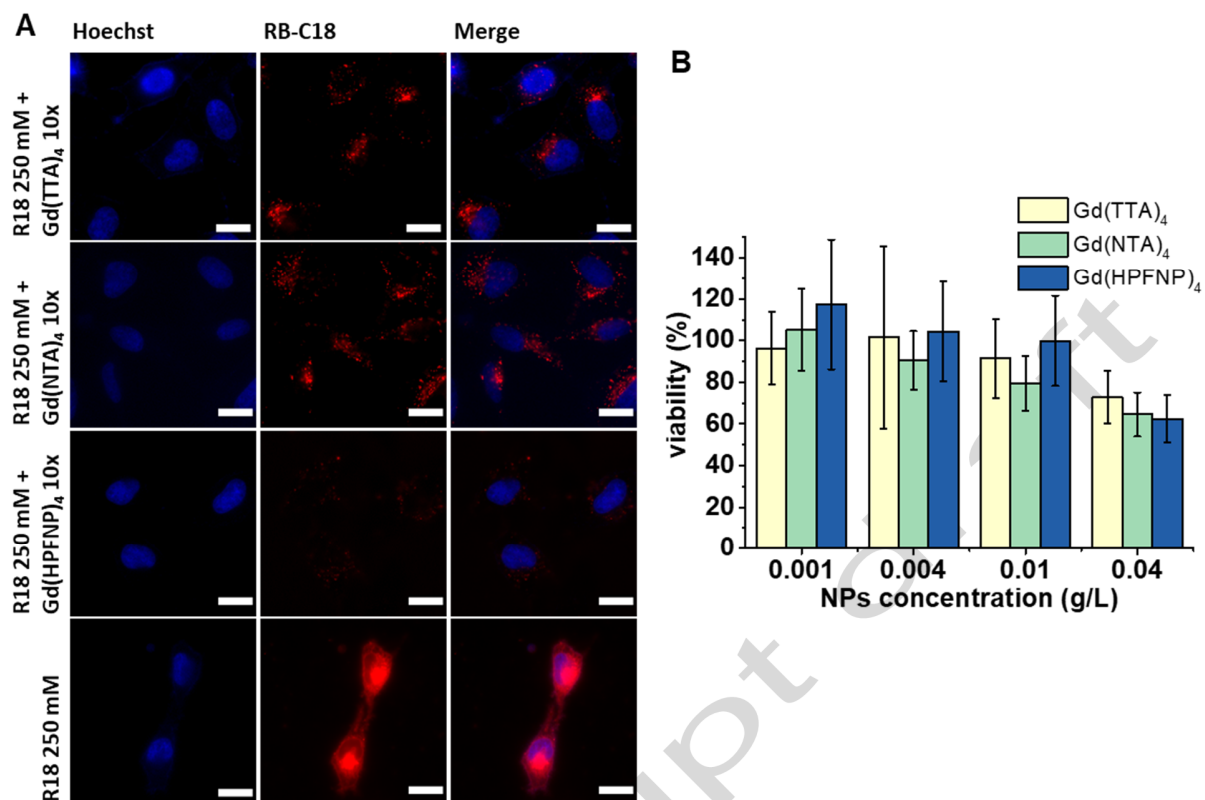 A
Hoechst RB-C18 Merge
R18 250 mM +
Gd(TTA)4 10x
R18 250 mM +
Gd(NTA)4 10x
R18 250 mM +
Gd(HPFNP)4 10x
R18 250 mM
B
Gd(TTA)4
Gd(NTA)4
Gd(HPFNP)4
viability (%)
140
120
100
80
60
40
20
0
0.001 0.004 0.01 0.04
NPs concentration (g/L)